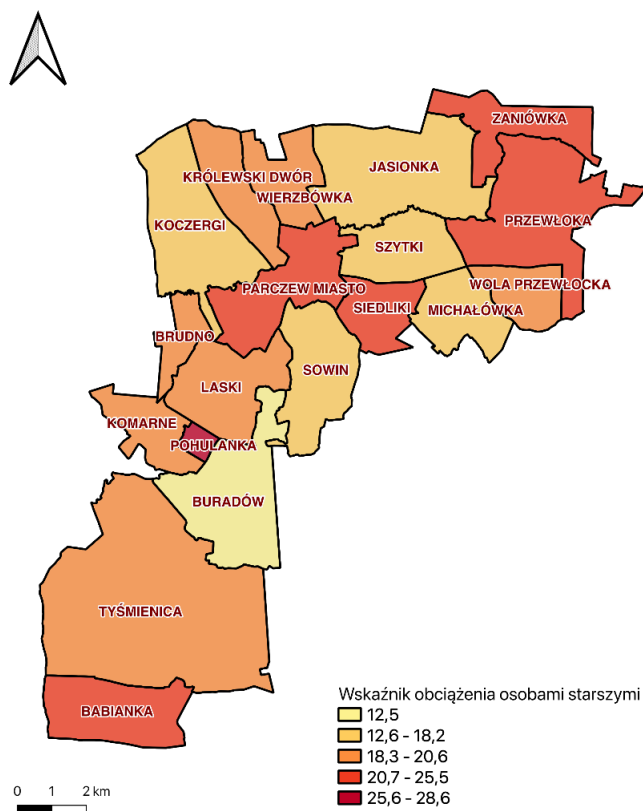 ZANIÓWKA
JASIONKA
KRÓLEWSKI DWÓR
WIERZBÓWKA
PRZEWŁOKA
KOCZERGI
SZYTKI
PARCZEW MIASTO
WOLA PRZEWŁOCKA
SIEDLIKI
MICHAŁÓWKA
BRUDNO
SOWIN
LASKI
KOMARNE
POHULANKA
BURADÓW
TYŚMIENICA
BABIANKA
Wskaźnik obciążenia osobami starszymi
12,5
12,6 - 18,2
18,3 - 20,6
20,7 - 25,5
25,6 - 28,6
0 1 2 km